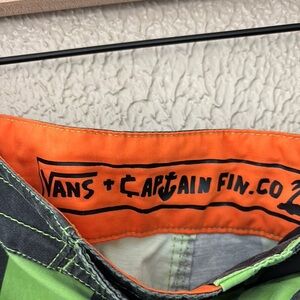 VANS + CAPTAIN FIN.CO